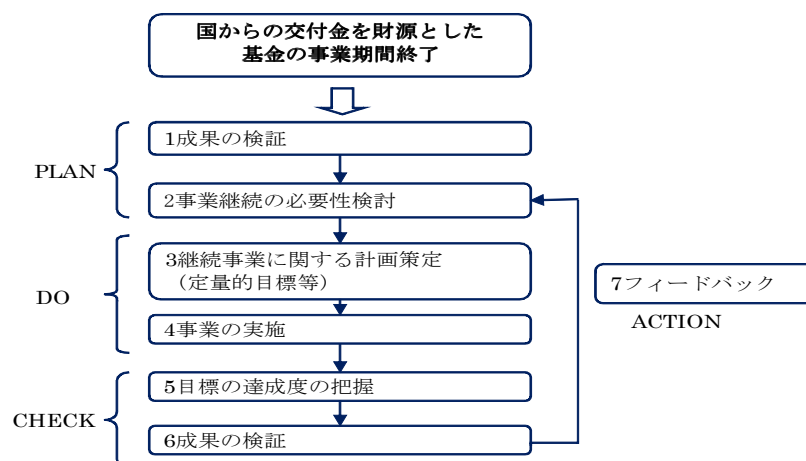 国からの交付金を財源とした
基金の事業期間終了
1成果の検証
PLAN
2事業継続の必要性検討
3継続事業に関する計画策定
(定量的目標等)
DO
7フィードバック
ACTION
4事業の実施
5目標の達成度の把握
CHECK
6成果の検証